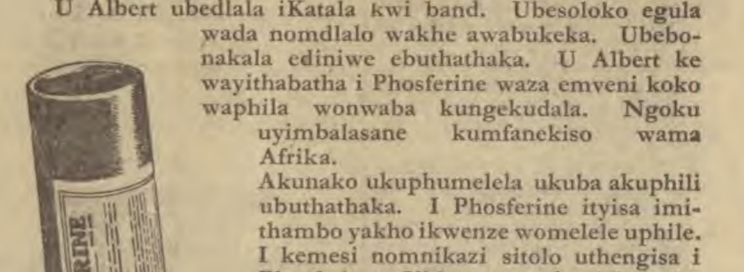 U Albert ubedlala iKatala kwi band. Ubesoloko egula
wada nomdlalo wakhe awabukeka. Ubebo-
nakala ediniwe ebuthathaka. U Albert ke
wayithabatha i Phosferine waza emveni koko
waphila wonwaba kungekudala. Ngoku
uyimbalasane kumfanekiso wama
Afrika.
Akunako ukuphumelela ukuba akuphili
ubuthathaka. I Phosferine ityisa imi-
thambo yakho ikwenze womelele uphile.
I kemesi nomnikazi sitolo uthengisa i
RINE